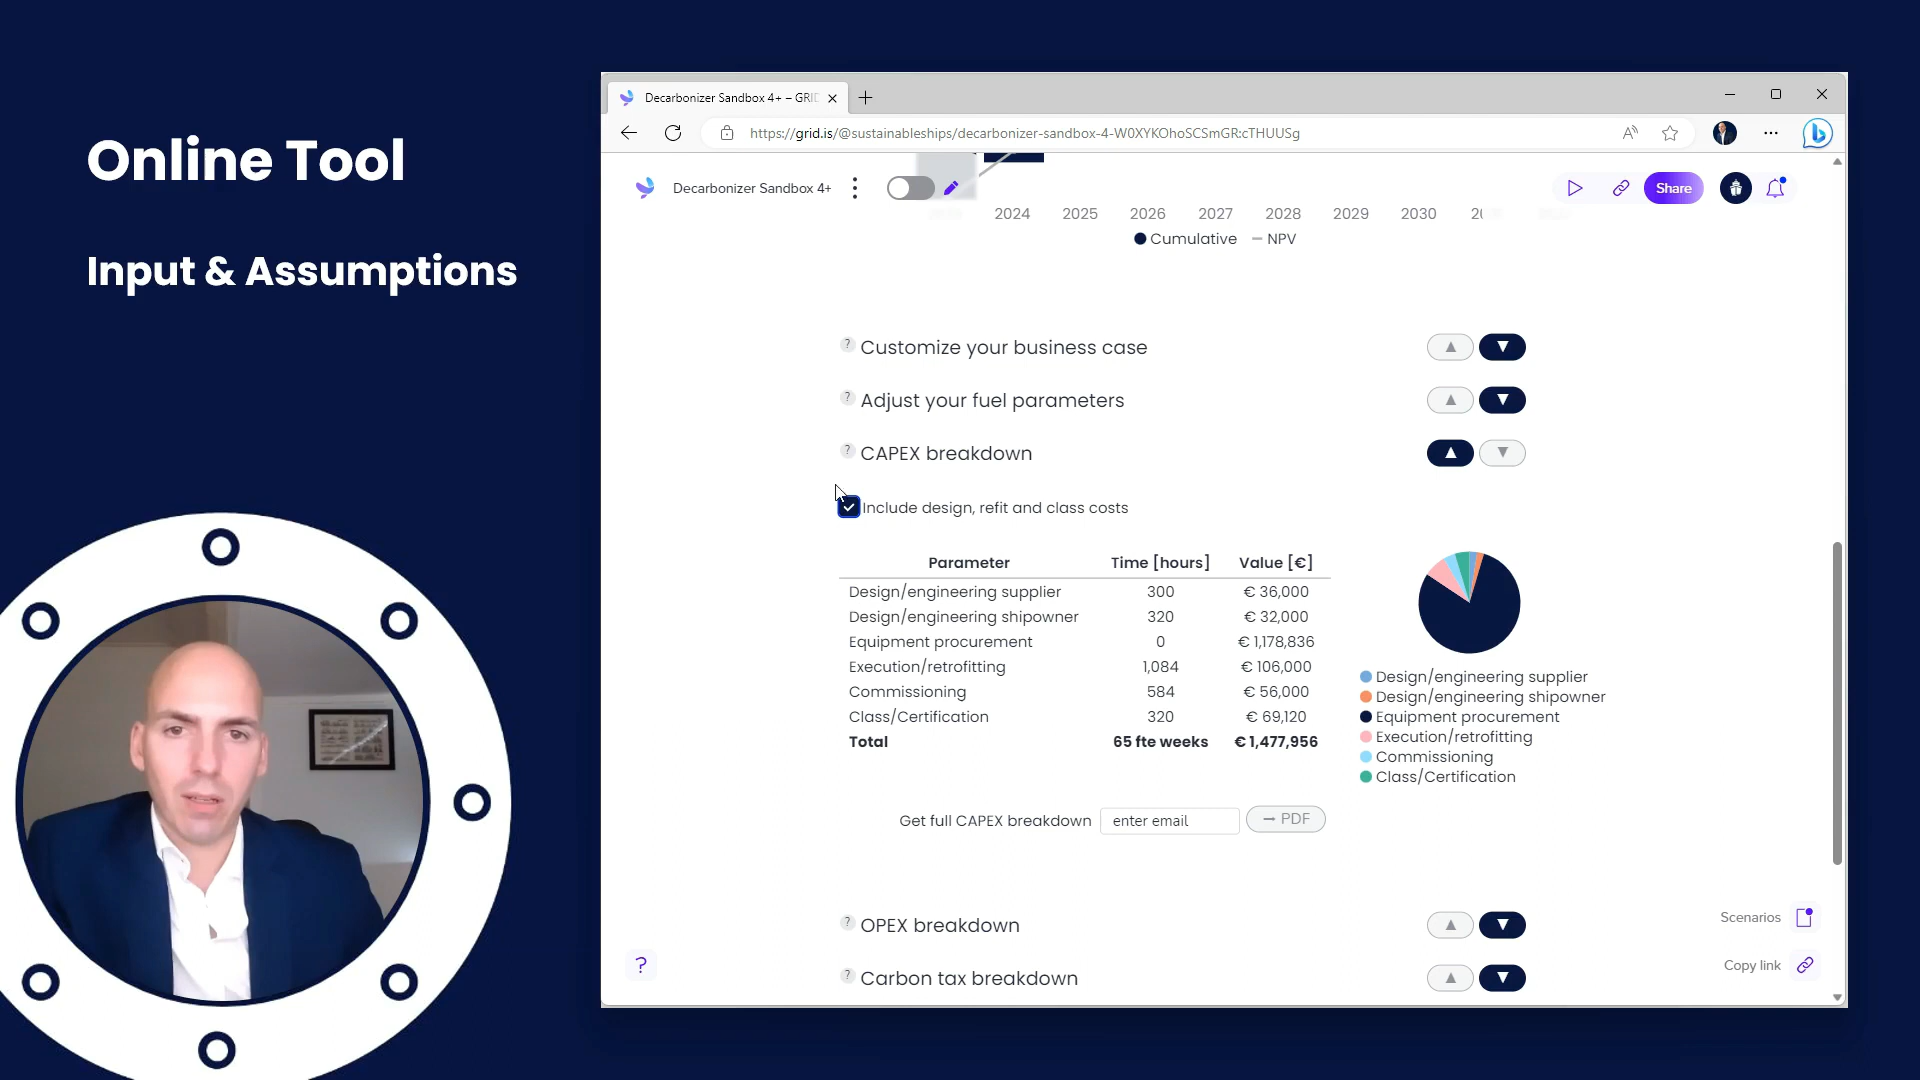 Online Tool
Input & Assumptions
Decarbonizer Sandbox 4+ – GRID
https://grid.is/@sustainableships/decarbonizer-sandbox-4-W0XYKOhoSCSmGR:cTHUUSg
Decarbonizer Sandbox 4+
Share
2024 2025 2026 2027 2028 2029 2030
Cumulative NPV
? Customize your business case ▲ ▼
? Adjust your fuel parameters ▲ ▼
? CAPEX breakdown ▲ ▼
Include design, refit and class costs
Parameter Time [hours] Value [€]
Design/engineering supplier 300 € 36,000
Design/engineering shipowner 320 € 32,000
Equipment procurement 0 € 1,178,836
Execution/retrofitting 1,084 € 106,000
Commissioning 584 € 56,000
Class/Certification 320 € 69,120
Total 65 fte weeks € 1,477,956
Design/engineering supplier
Design/engineering shipowner
Equipment procurement
Execution/retrofitting
Commissioning
Class/Certification
Get full CAPEX breakdown enter email → PDF
? OPEX breakdown ▲ ▼
? Carbon tax breakdown ▲ ▼
Scenarios
Copy link
?